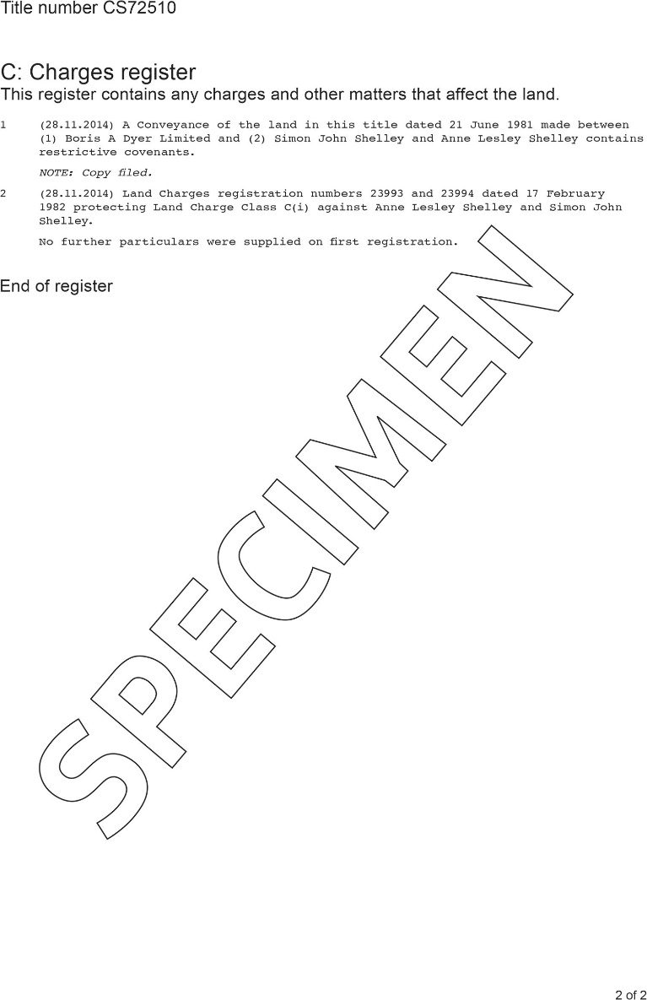 Title number CS72510
C: Charges register
This register contains any charges and other matters that affect the land.
1 (28.11.2014) A Conveyance of the land in this title dated 21 June 1981 made between
(1) Boris A Dyer Limited and (2) Simon John Shelley and Anne Lesley Shelley contains
restrictive covenants.
NOTE: Copy filed.
2 (28.11.2014) Land Charges registration numbers 23993 and 23994 dated 17 February
1982 protecting Land Charge Class C(i) against Anne Lesley Shelley and Simon John
Shelley.
No further particulars were supplied on first registration.
End of register
SPECIMEN
2 of 2